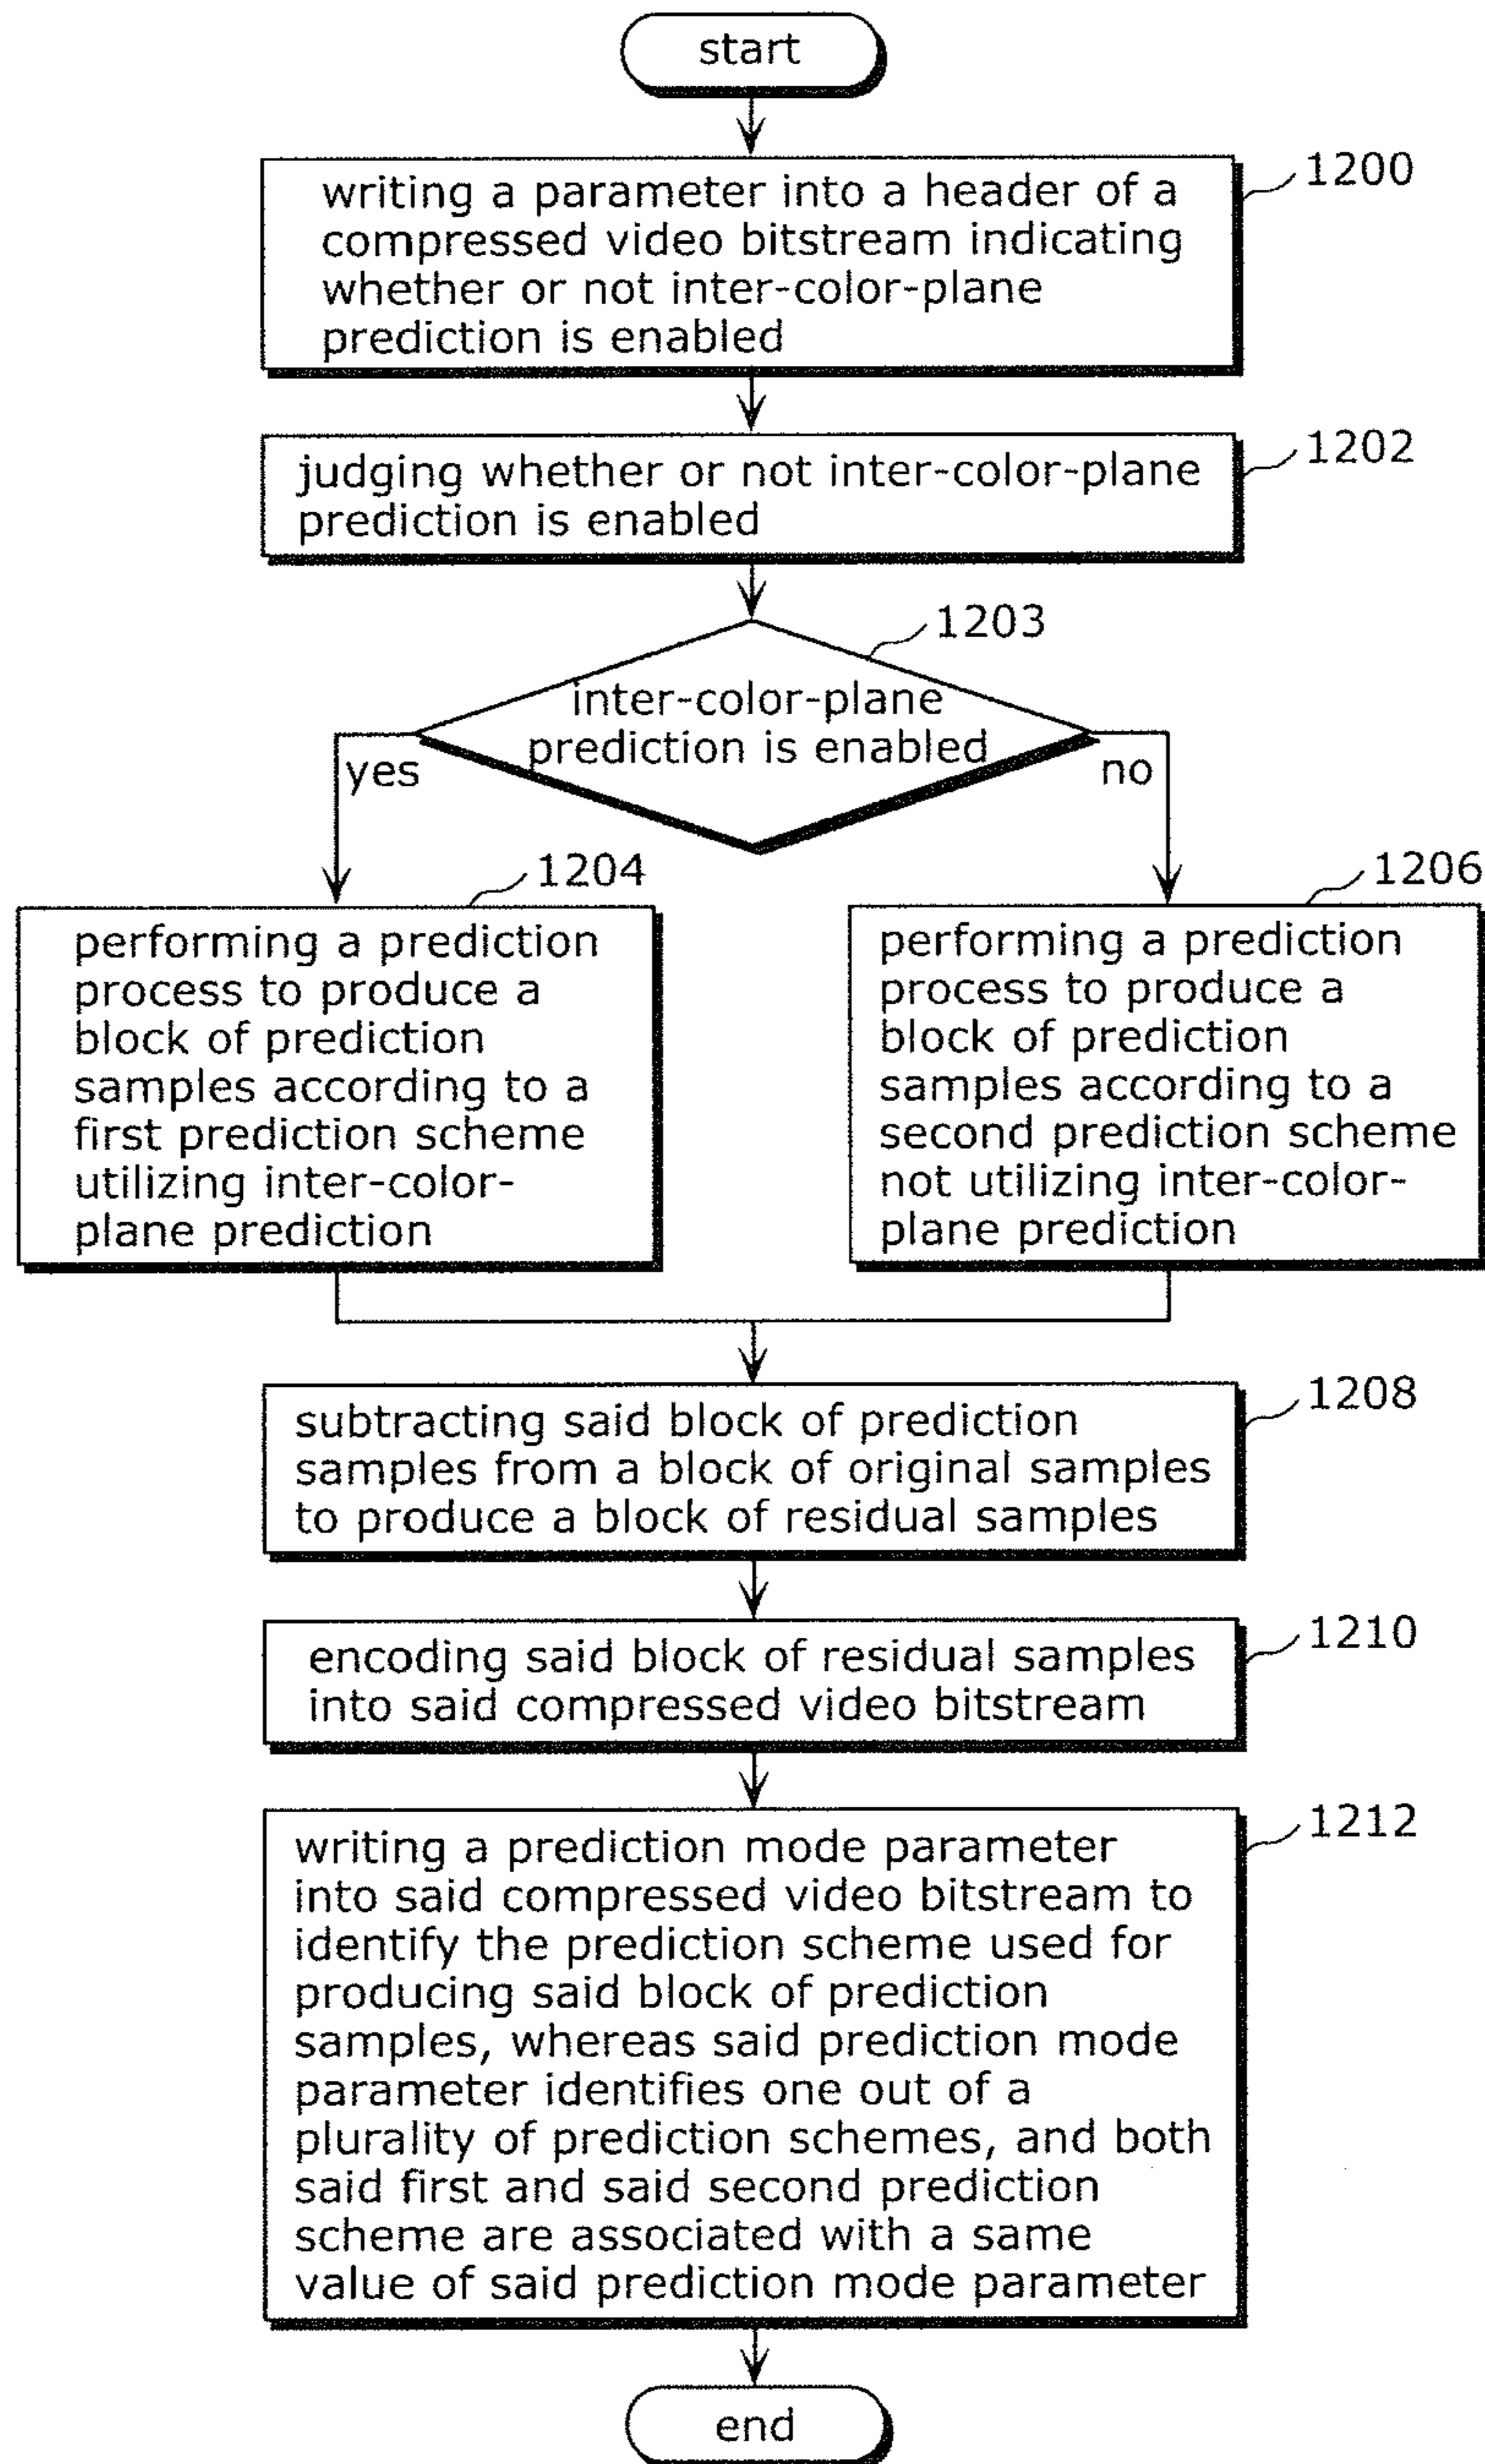 start
1200
writing a parameter into a header of a
compressed video bitstream indicating
whether or not inter-color-plane
prediction is enabled
1202
judging whether or not inter-color-plane
prediction is enabled
1203
inter-color-plane
prediction is enabled
yes
no
1204
performing a prediction
process to produce a
block of prediction
samples according to a
first prediction scheme
utilizing inter-color-
plane prediction
1206
performing a prediction
process to produce a
block of prediction
samples according to a
second prediction scheme
not utilizing inter-color-
plane prediction
1208
subtracting said block of prediction
samples from a block of original samples
to produce a block of residual samples
1210
encoding said block of residual samples
into said compressed video bitstream
1212
writing a prediction mode parameter
into said compressed video bitstream to
identify the prediction scheme used for
producing said block of prediction
samples, whereas said prediction mode
parameter identifies one out of a
plurality of prediction schemes, and both
said first and said second prediction
scheme are associated with a same
value of said prediction mode parameter
end